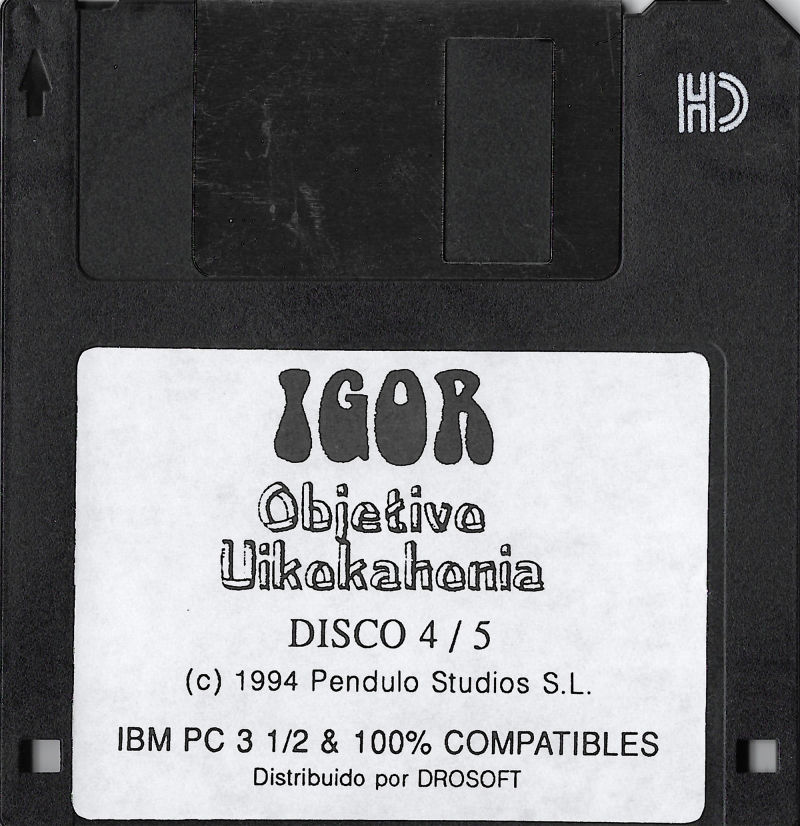 HD
IGOR
Objetivo
Uikokahonia
DISCO 4 / 5
(c) 1994 Pendulo Studios S.L.
IBM PC 3 1/2 & 100% COMPATIBLES
Distribuido por DROSOFT